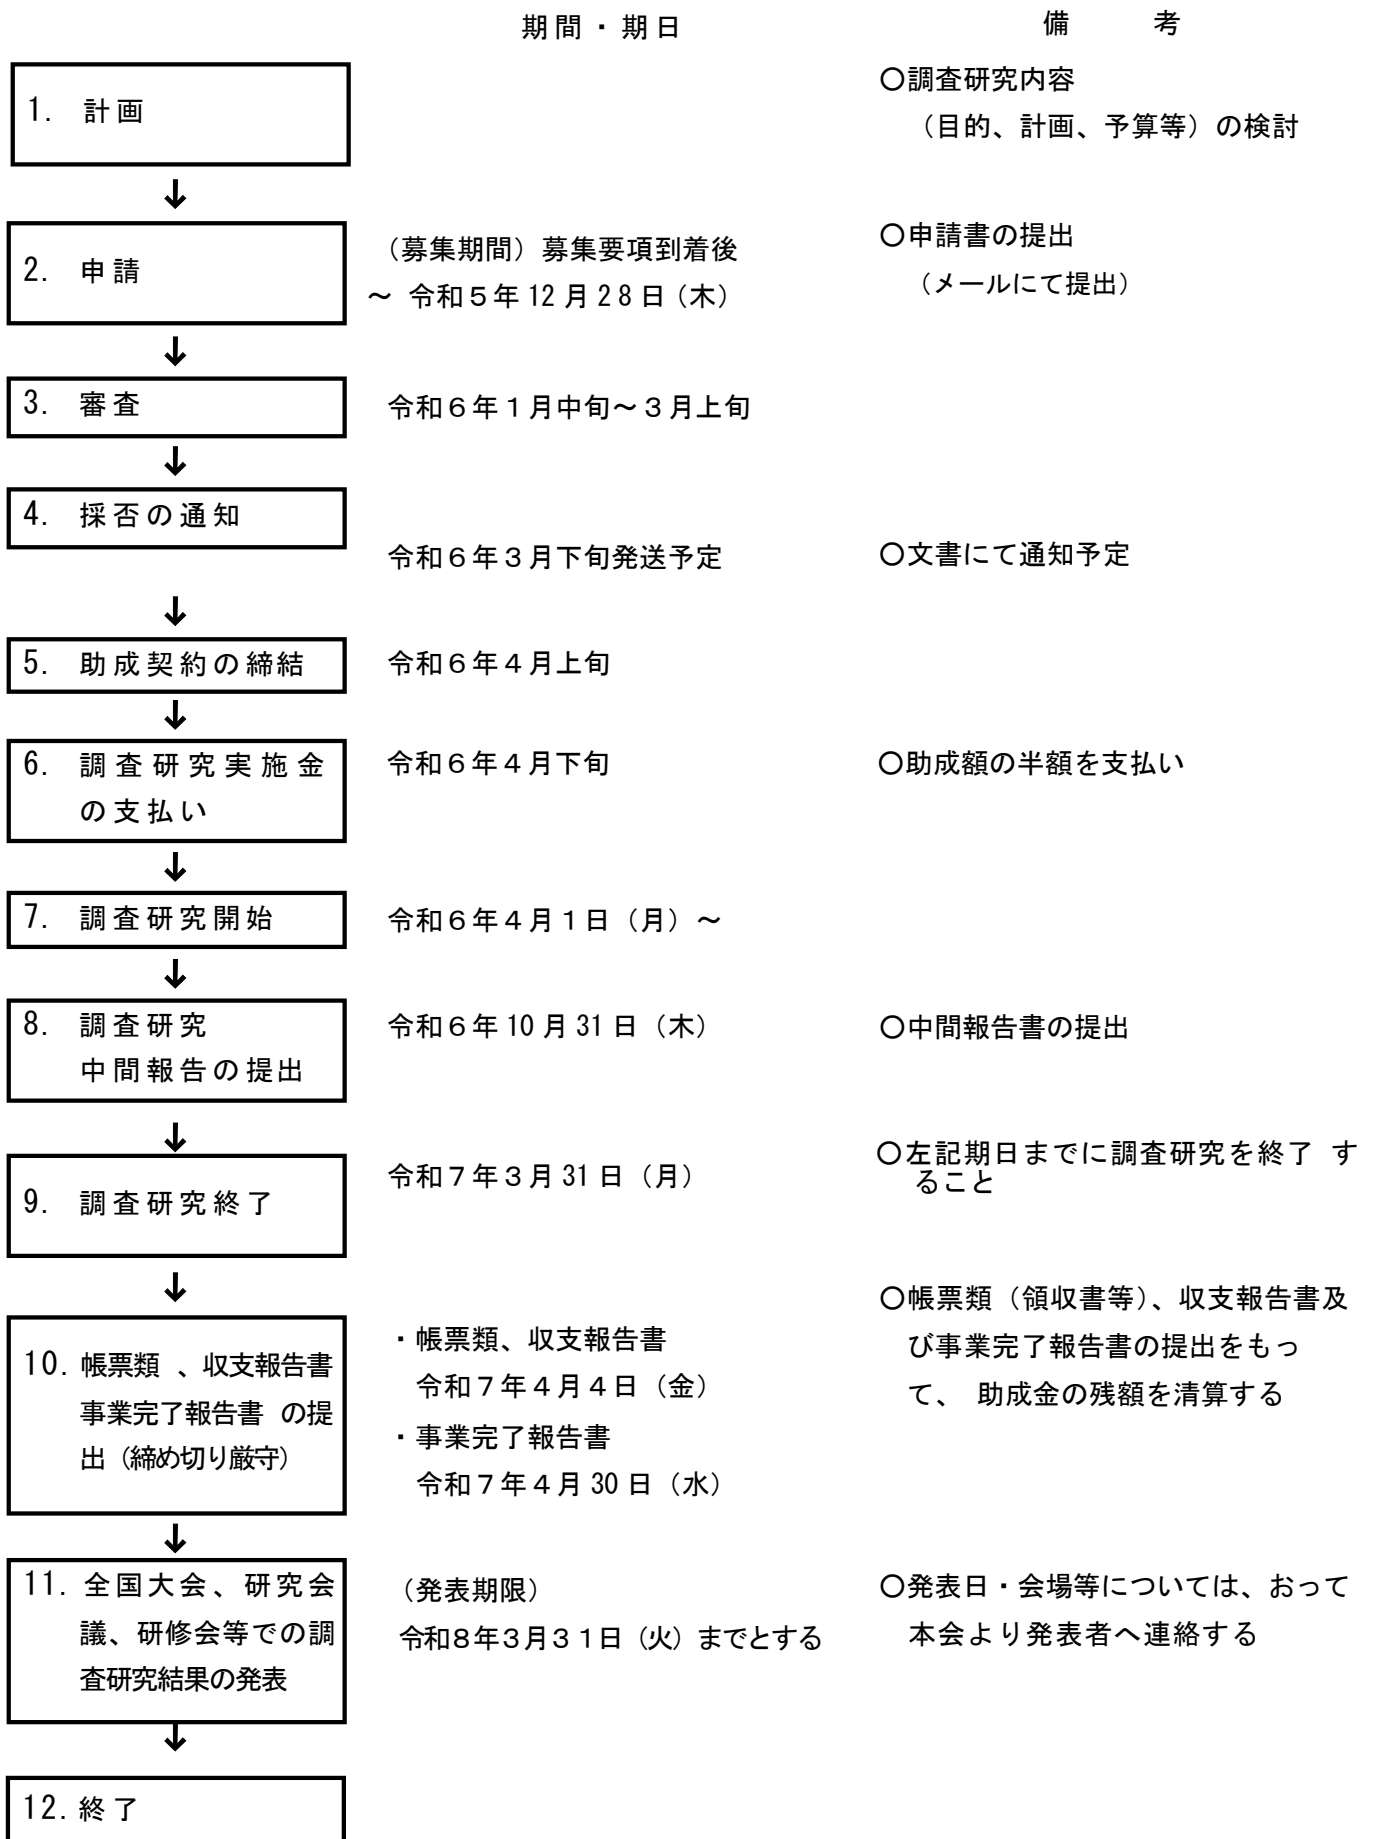 期間・期日　備考
1. 計画
○調査研究内容
（目的、計画、予算等）の検討
↓
2. 申請
（募集期間）募集要項到着後
～ 令和５年 12 月 28 日（木）
○申請書の提出
（メールにて提出）
↓
3. 審査
令和６年１月中旬～３月上旬
↓
4. 採否の通知
令和６年３月下旬発送予定
○文書にて通知予定
↓
5. 助成契約の締結
令和６年４月上旬
↓
6. 調査研究実施金
の支払い
令和６年４月下旬
○助成額の半額を支払い
↓
7. 調査研究開始
令和６年４月１日（月）～
↓
8. 調査研究
中間報告の提出
令和６年 10 月 31 日（木）
○中間報告書の提出
↓
9. 調査研究終了
令和７年３月 31 日（月）
○左記期日までに調査研究を終了 す
ること
↓
10. 帳票類 、収支報告書
事業完了報告書 の提
出（締め切り厳守）
・帳票類、収支報告書
令和７年４月４日（金）
・事業完了報告書
令和７年４月 30 日（水）
○帳票類（領収書等）、収支報告書及
び事業完了報告書の提出をもっ
て、 助成金の残額を清算する
↓
11. 全国大会、研究会
議、研修会等での調
査研究結果の発表
（発表期限）
令和8年3月３１日（火）までとする
○発表日・会場等については、おって
本会より発表者へ連絡する
↓
12. 終了